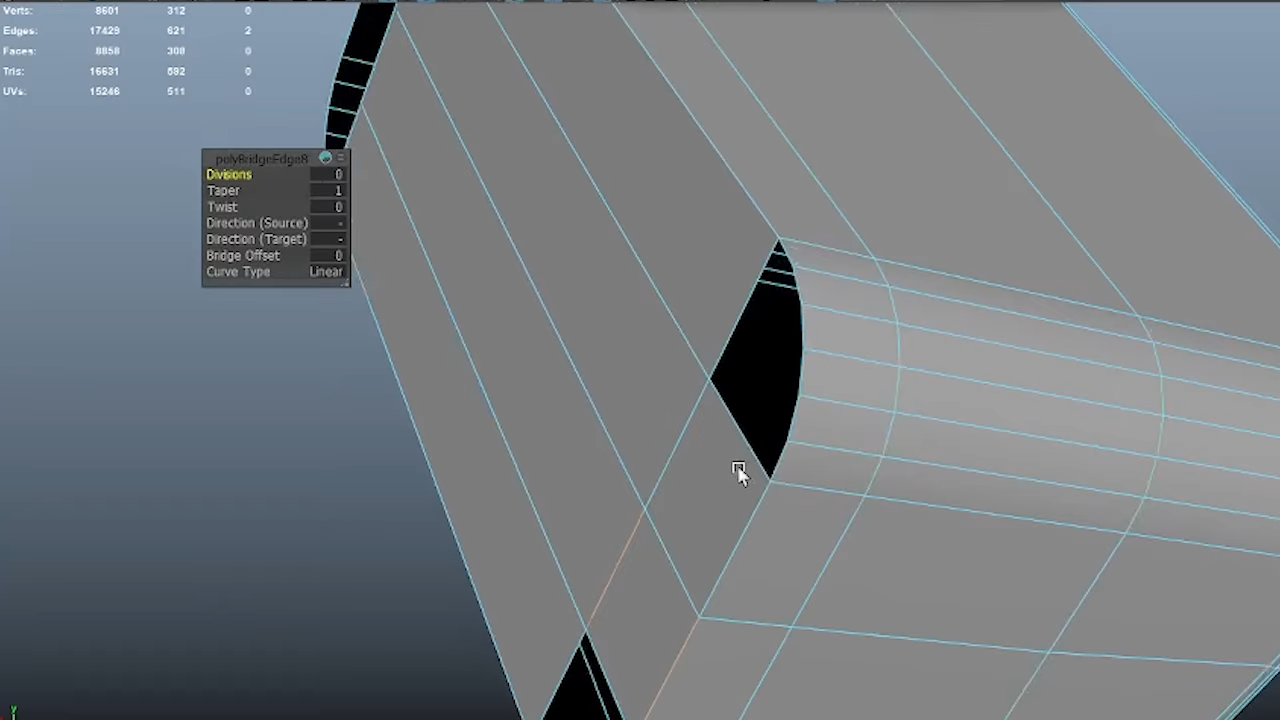 Verts: 8601 312 0
Edges: 17429 621 2
Faces: 8858 308 0
Tris: 16631 592 0
UVs: 15246 511 0
polyBridgeEdge8
Divisions 0
Taper 1
Twist 0
Direction (Source) -
Direction (Target) -
Bridge Offset 0
Curve Type Linear
y